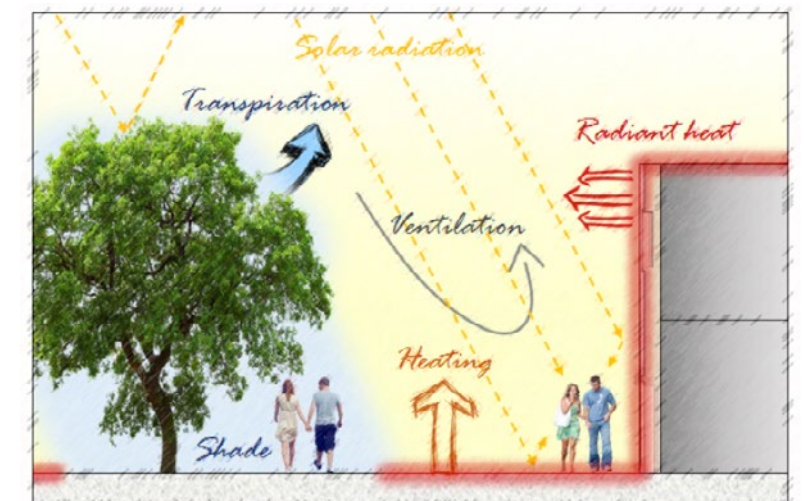 Solar radiation
Transpiration
Radiant heat
Ventilation
Heating
Shade